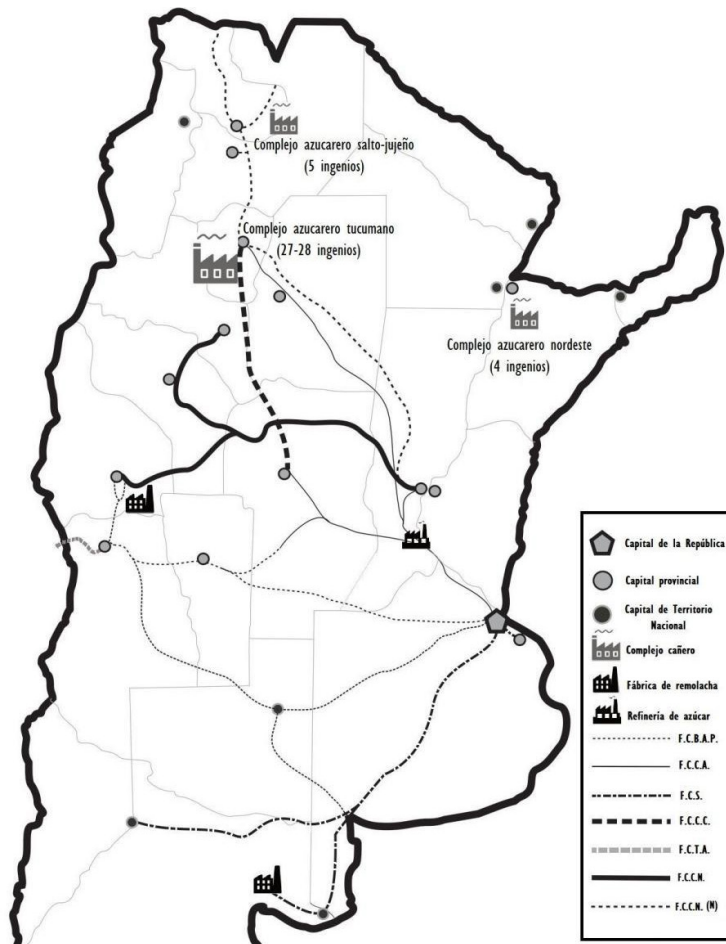 Complejo azucarero salto-jujeño
(5 ingenios)
Complejo azucarero tucumano
(27-28 ingenios)
Complejo azucarero nordeste
(4 ingenios)
Capital de la República
Capital provincial
Capital de Territorio
Nacional
Complejo cañero
Fábrica de remolacha
Refinería de azúcar
F.C.B.A.P.
F.C.C.A.
F.C.S.
F.C.C.C.
F.C.T.A.
F.C.C.N.
F.C.C.N. (N)